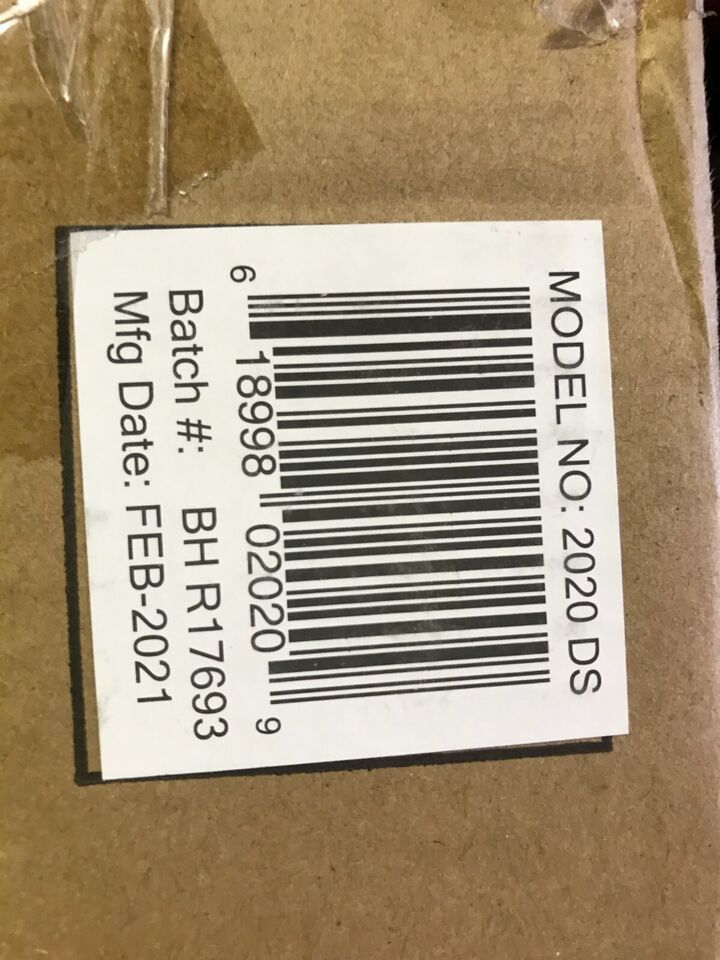 MODEL NO: 2020 DS
6 18998 02020 9
Batch #: BH R17693
Mfg Date: FEB-2021